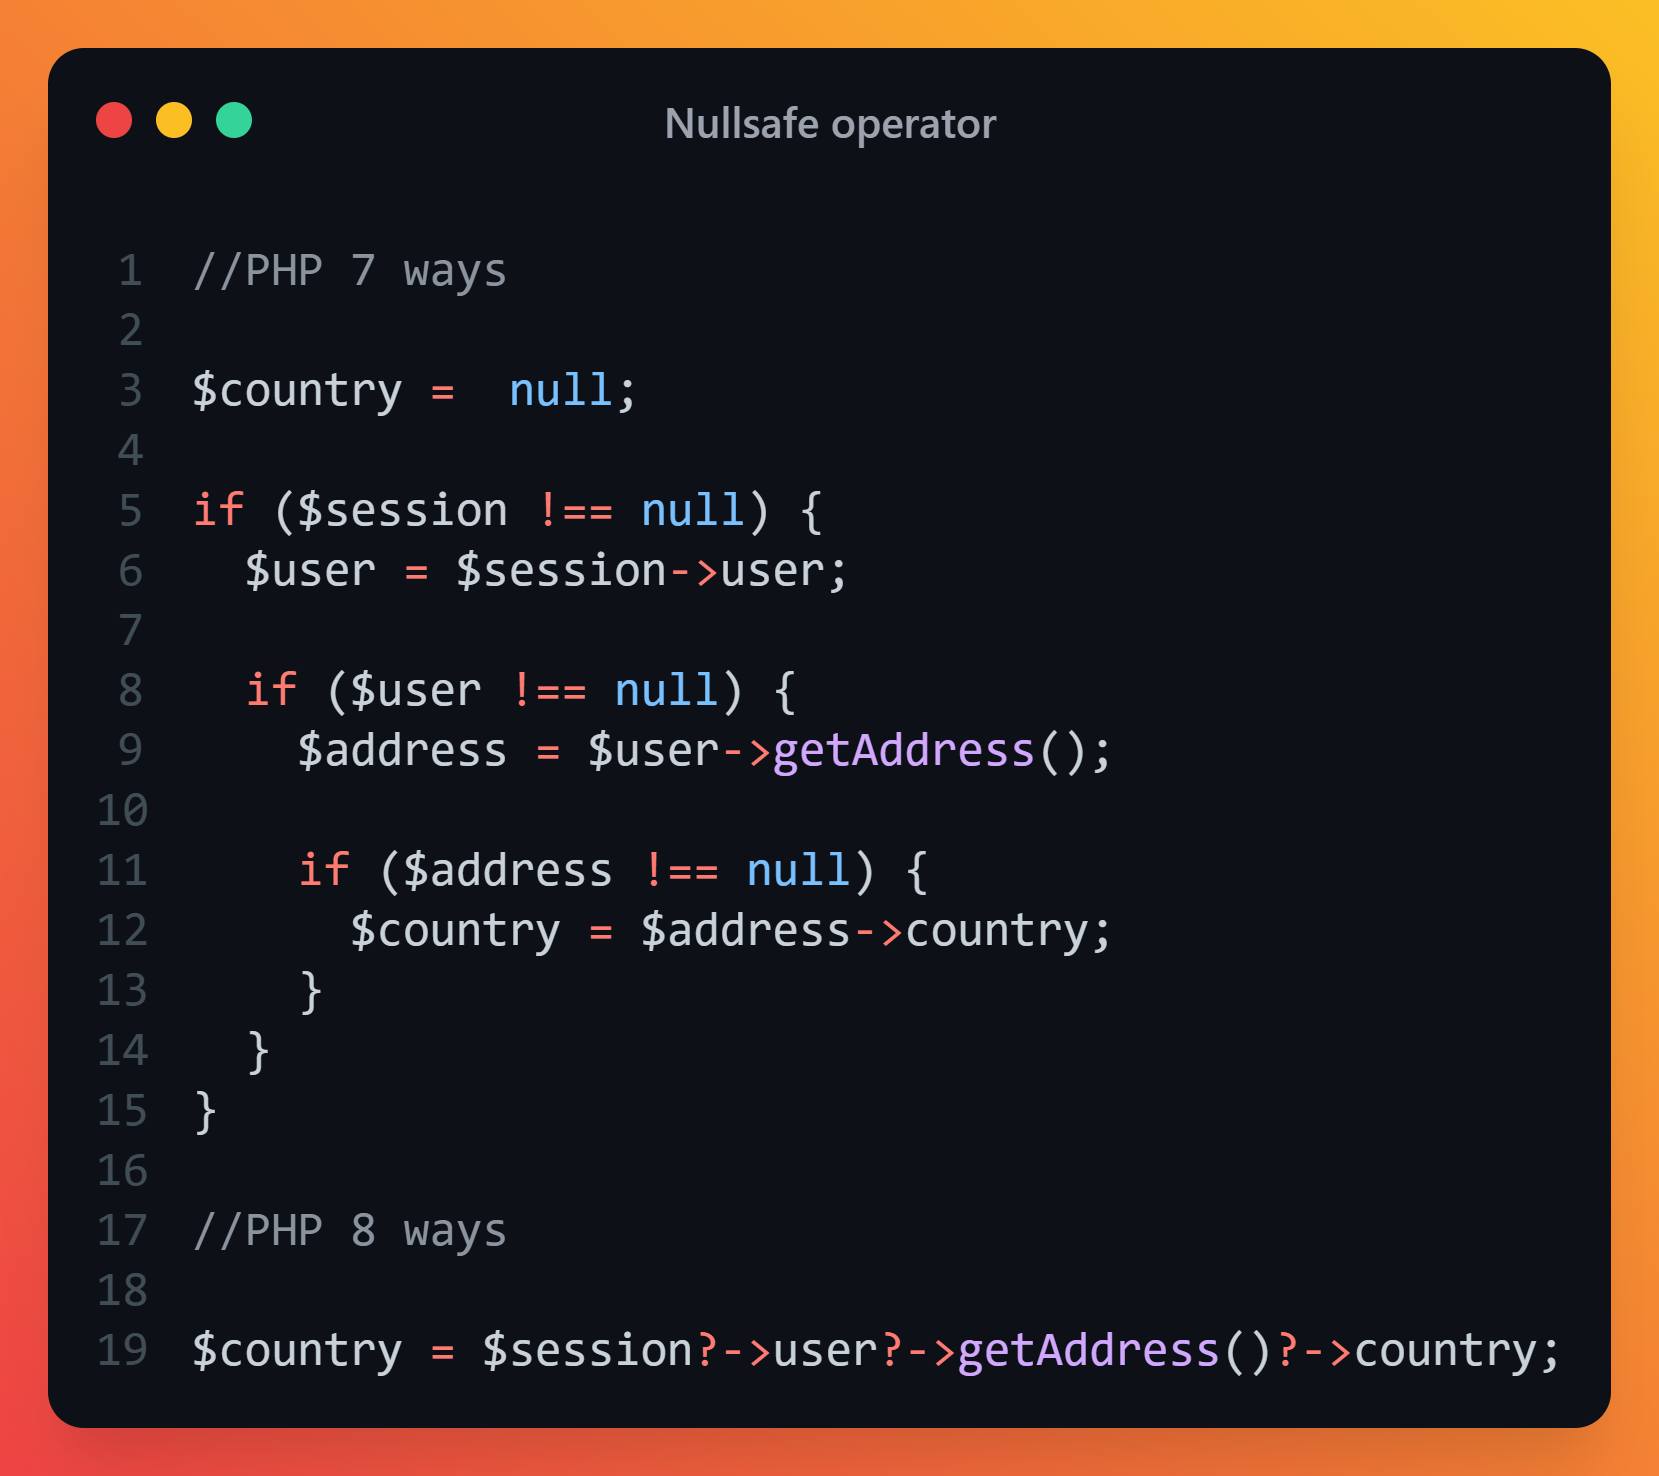 Nullsafe operator
1 //PHP 7 ways
2
3 $country =  null;
4
5 if ($session !== null) {
6   $user = $session->user;
7
8   if ($user !== null) {
9     $address = $user->getAddress();
10
11     if ($address !== null) {
12       $country = $address->country;
13     }
14   }
15 }
16
17 //PHP 8 ways
18
19 $country = $session?->user?->getAddress()?->country;